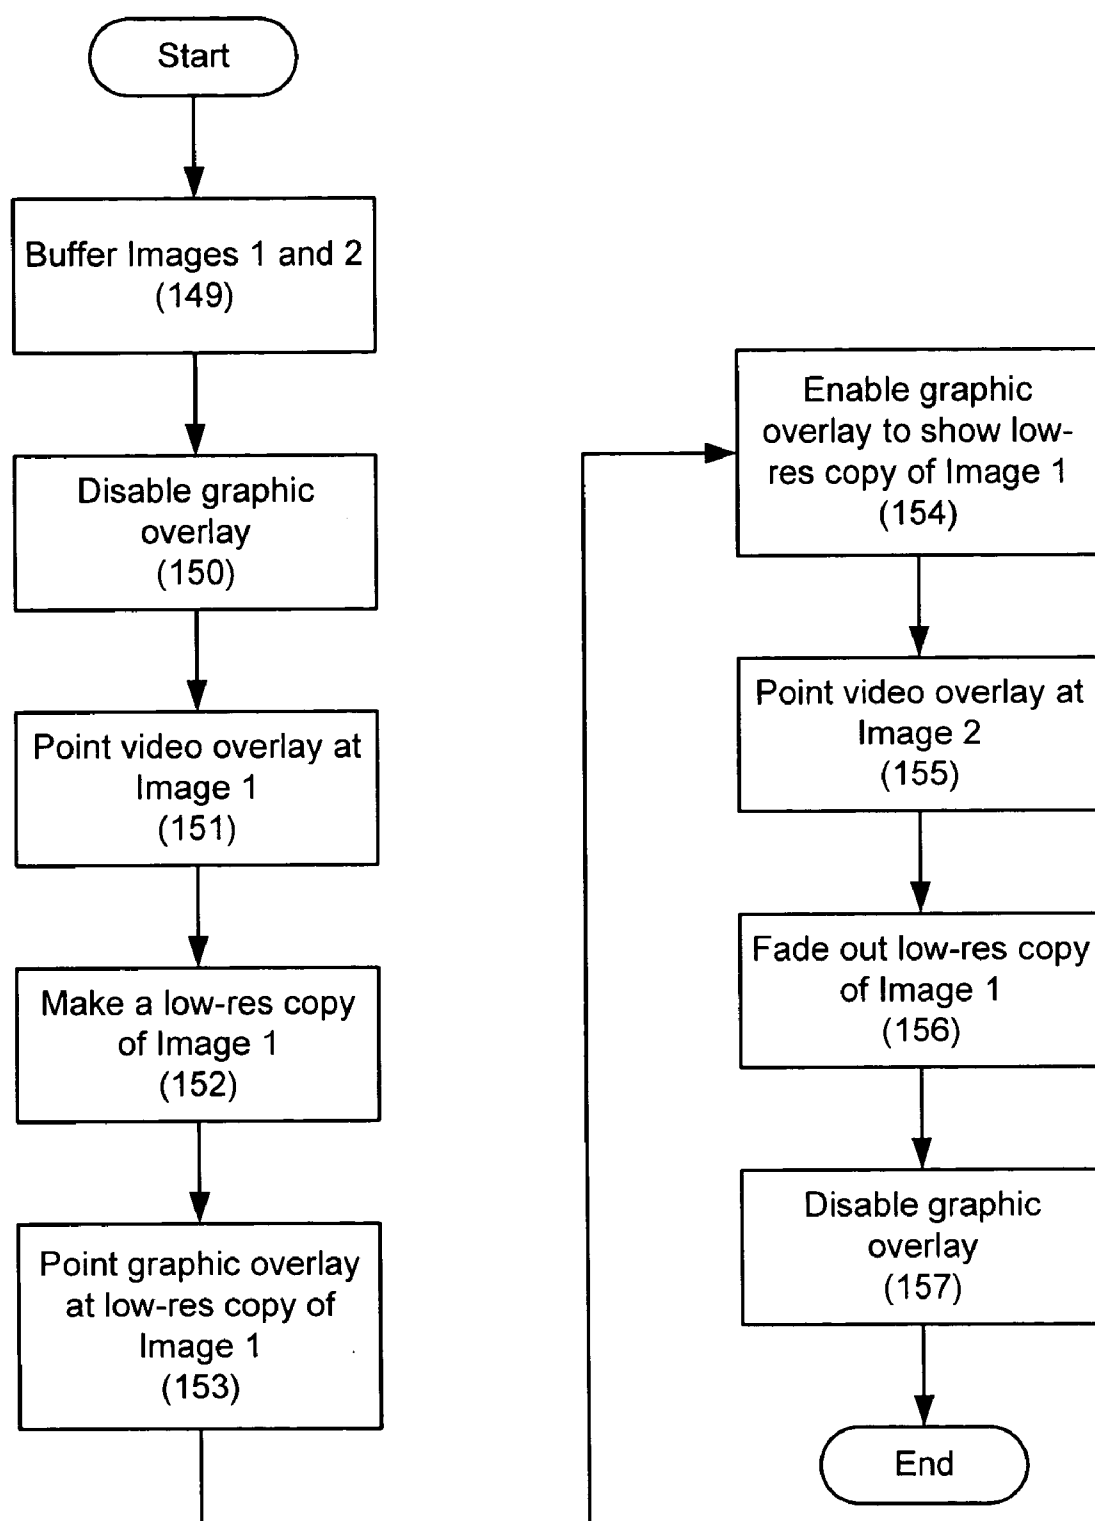 Start
Buffer Images 1 and 2
(149)
Disable graphic
overlay
(150)
Point video overlay at
Image 1
(151)
Make a low-res copy
of Image 1
(152)
Point graphic overlay
at low-res copy of
Image 1
(153)
Enable graphic
overlay to show low-
res copy of Image 1
(154)
Point video overlay at
Image 2
(155)
Fade out low-res copy
of Image 1
(156)
Disable graphic
overlay
(157)
End